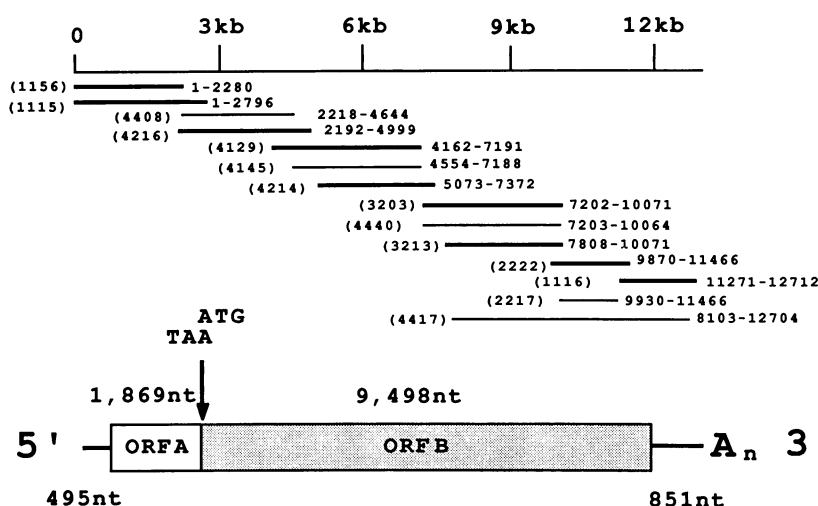 0 3kb 6kb 9kb 12kb
(1156) 1-2280
(1115) 1-2796
(4408) 2218-4644
(4216) 2192-4999
(4129) 4162-7191
(4145) 4554-7188
(4214) 5073-7372
(3203) 7202-10071
(4440) 7203-10064
(3213) 7808-10071
(2222) 9870-11466
(1116) 11271-12712
(2217) 9930-11466
(4417) 8103-12704
ATG
TAA
1,869nt 9,498nt
5' ORFA ORFB An 3
495nt 851nt